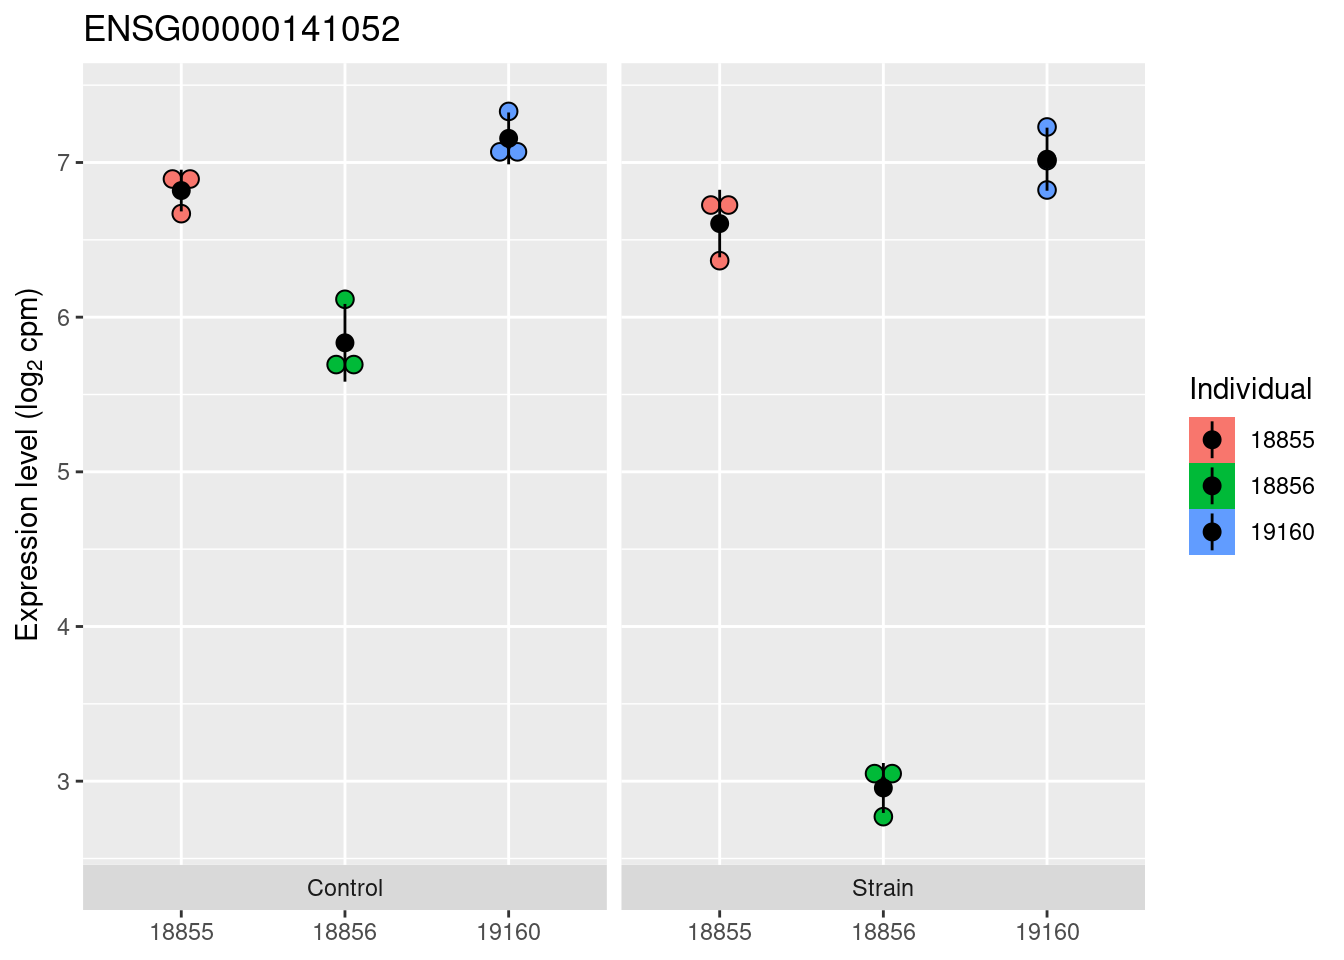 ENSG00000141052
Expression level (log₂ cpm)
7
6
5
4
3
Control
Strain
18855
18856
19160
18855
18856
19160
Individual
18855
18856
19160